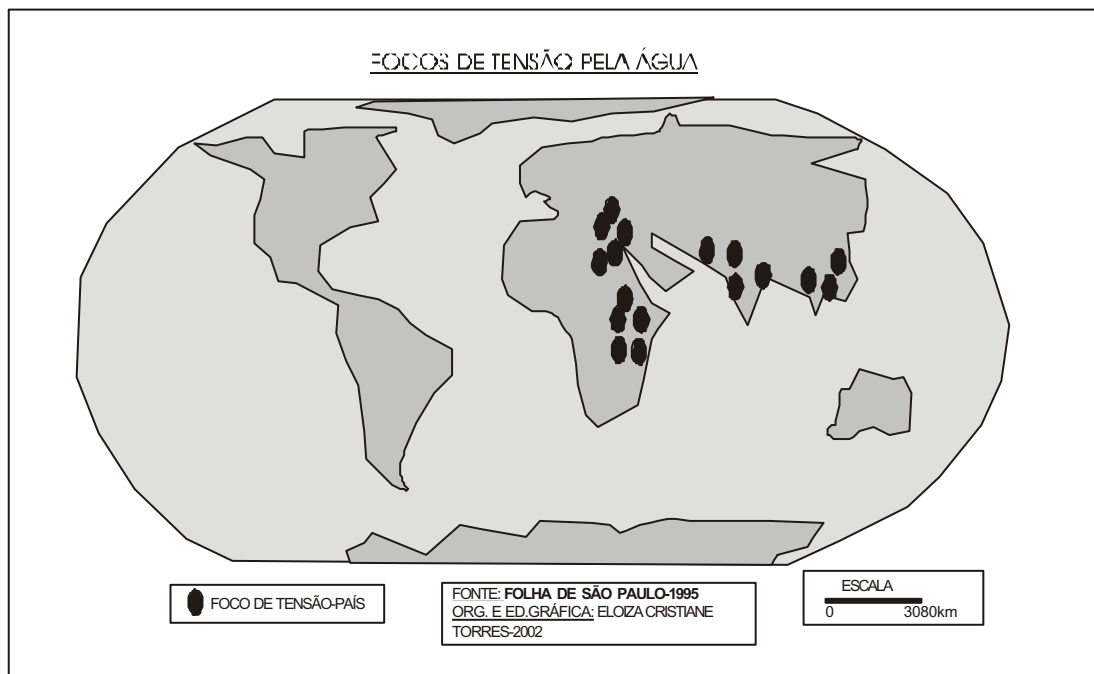 FOCOS DE TENSÃO PELA ÁGUA
FOCO DE TENSÃO-PAÍS
FONTE: FOLHA DE SÃO PAULO-1995
ORG. E ED.GRÁFICA: ELOIZA CRISTIANE
TORRES-2002
ESCALA
0 3080km